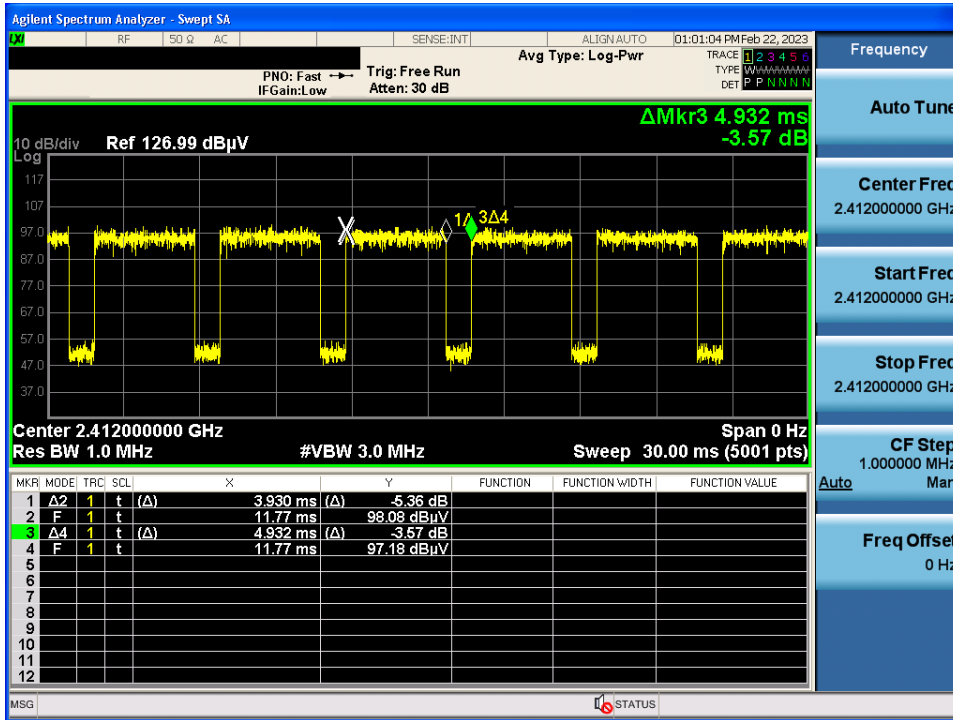 Agilent Spectrum Analyzer - Swept SA
LXI RF 50 Ω AC SENSE:INT ALIGN AUTO 01:01:04 PM Feb 22, 2023
Avg Type: Log-Pwr TRACE 1 2 3 4 5 6
PNO: Fast Trig: Free Run TYPE WWWWWW
IFGain:Low Atten: 30 dB DET P P N N N N
ΔMkr3 4.932 ms
-3.57 dB
10 dB/div Ref 126.99 dBµV
Log
117
107
97.0
87.0
77.0
67.0
57.0
47.0
37.0
X 1Δ 3Δ4
Center 2.412000000 GHz Span 0 Hz
Res BW 1.0 MHz #VBW 3.0 MHz Sweep 30.00 ms (5001 pts)
MKR MODE TRC SCL X Y FUNCTION FUNCTION WIDTH FUNCTION VALUE
1 Δ2 1 t (Δ) 3.930 ms (Δ) -5.36 dB
2 F 1 t 11.77 ms 98.08 dBµV
3 Δ4 1 t (Δ) 4.932 ms (Δ) -3.57 dB
4 F 1 t 11.77 ms 97.18 dBµV
5
6
7
8
9
10
11
12
MSG STATUS
Frequency
Auto Tune
Center Freq
2.412000000 GHz
Start Freq
2.412000000 GHz
Stop Freq
2.412000000 GHz
CF Step
1.000000 MHz
Auto Man
Freq Offset
0 Hz